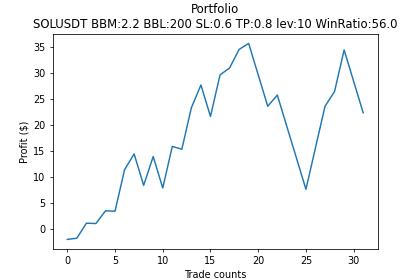 Portfolio
SOLUSDT BBM:2.2 BBL:200 SL:0.6 TP:0.8 lev:10 WinRatio:56.0
35
30
25
20
15
10
5
0
Profit ($)
0 5 10 15 20 25 30
Trade counts